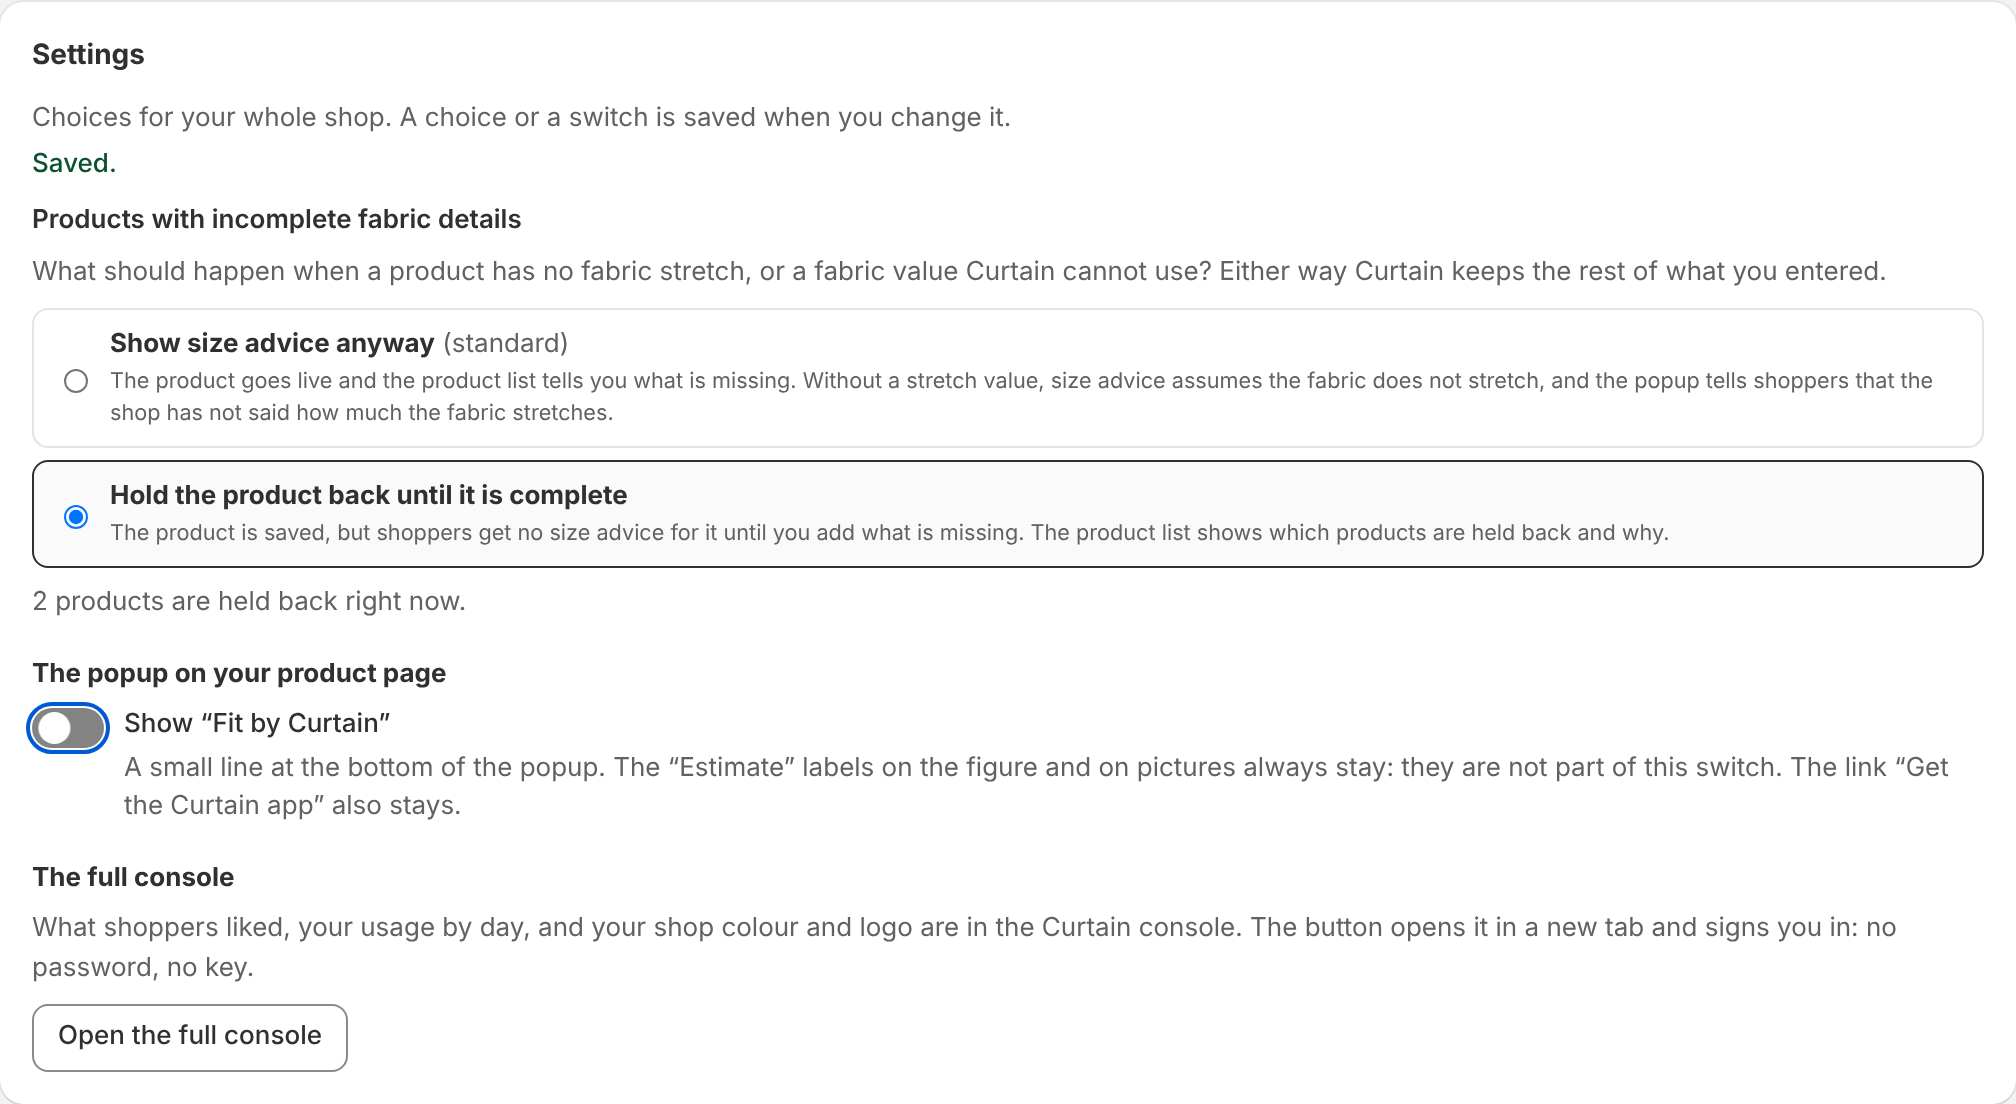 Settings
Choices for your whole shop. A choice or a switch is saved when you change it.
Saved.
Products with incomplete fabric details
What should happen when a product has no fabric stretch, or a fabric value Curtain cannot use? Either way Curtain keeps the rest of what you entered.
Show size advice anyway (standard)
The product goes live and the product list tells you what is missing. Without a stretch value, size advice assumes the fabric does not stretch, and the popup tells shoppers that the
shop has not said how much the fabric stretches.
Hold the product back until it is complete
The product is saved, but shoppers get no size advice for it until you add what is missing. The product list shows which products are held back and why.
2 products are held back right now.
The popup on your product page
Show “Fit by Curtain”
A small line at the bottom of the popup. The “Estimate” labels on the figure and on pictures always stay: they are not part of this switch. The link “Get
the Curtain app” also stays.
The full console
What shoppers liked, your usage by day, and your shop colour and logo are in the Curtain console. The button opens it in a new tab and signs you in: no
password, no key.
Open the full console